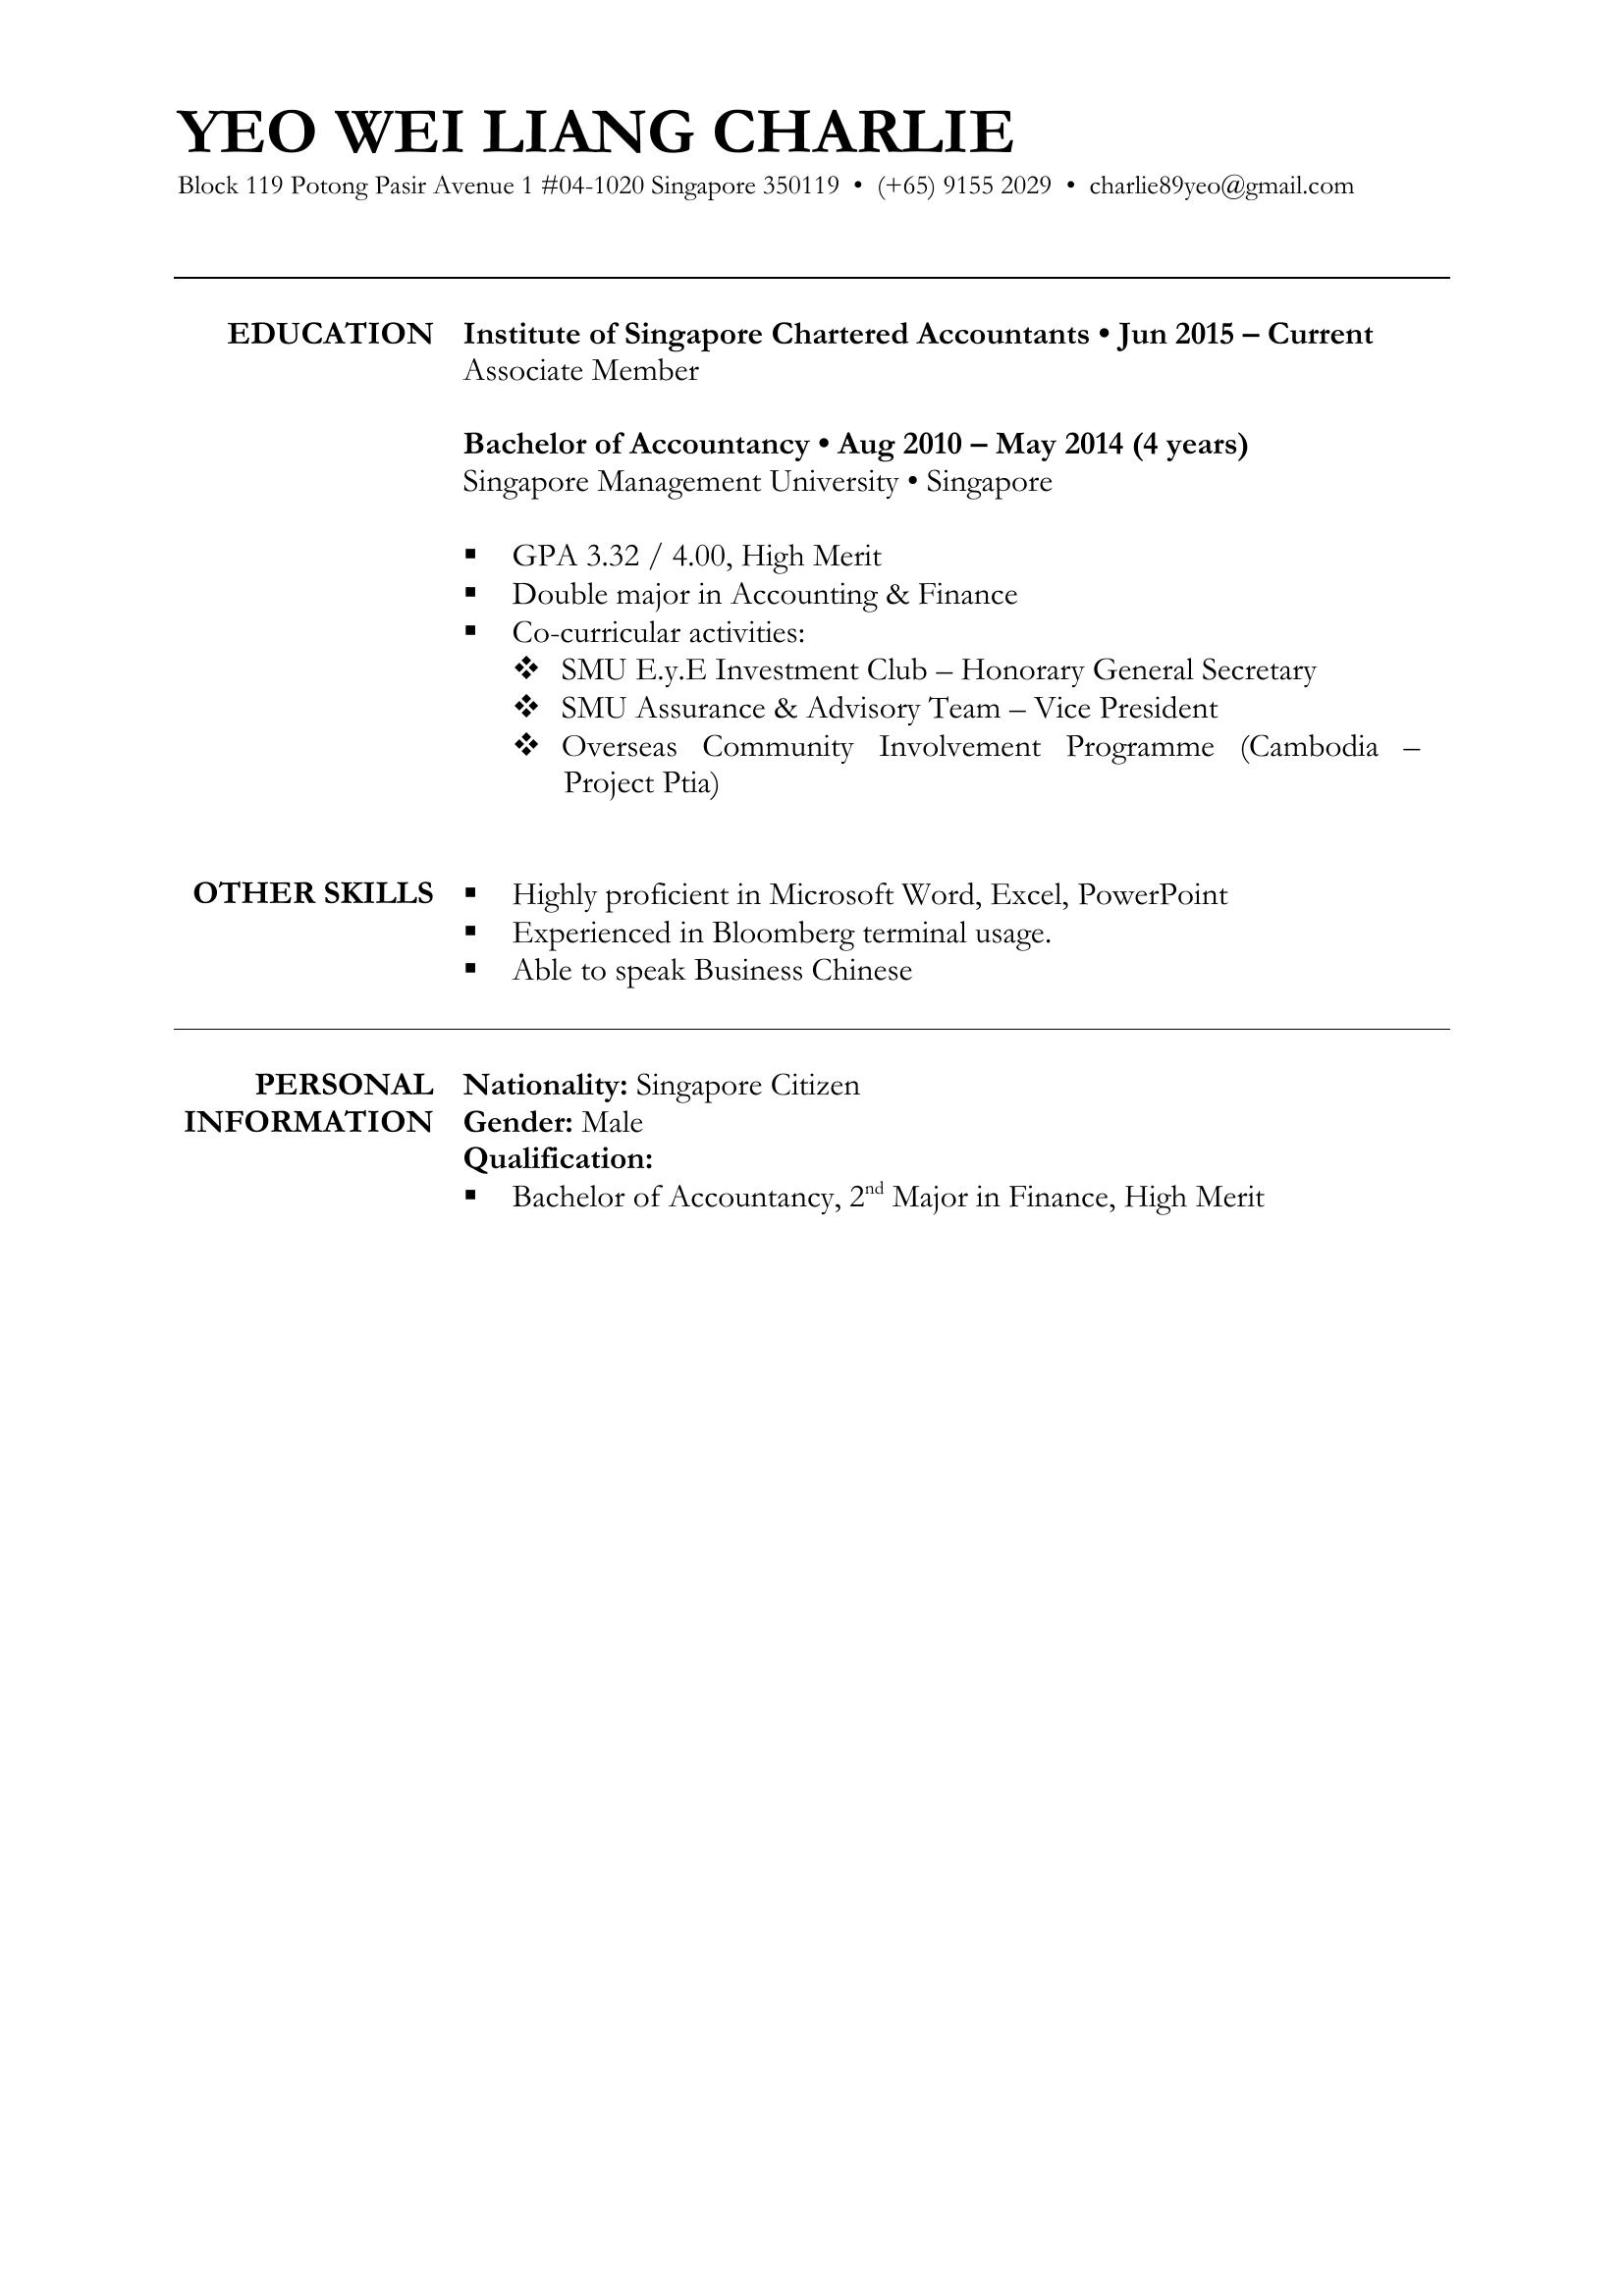 YEO WEI LIANG CHARLIE
Block 119 Potong Pasir Avenue 1 #04-1020 Singapore 350119 • (+65) 9155 2029 • charlie89yeo@gmail.com
EDUCATION
Institute of Singapore Chartered Accountants • Jun 2015 – Current
Associate Member
Bachelor of Accountancy • Aug 2010 – May 2014 (4 years)
Singapore Management University • Singapore
▪ GPA 3.32 / 4.00, High Merit
▪ Double major in Accounting & Finance
▪ Co-curricular activities:
❖ SMU E.y.E Investment Club – Honorary General Secretary
❖ SMU Assurance & Advisory Team – Vice President
❖ Overseas Community Involvement Programme (Cambodia –
Project Ptia)
OTHER SKILLS
▪ Highly proficient in Microsoft Word, Excel, PowerPoint
▪ Experienced in Bloomberg terminal usage.
▪ Able to speak Business Chinese
PERSONAL
INFORMATION
Nationality: Singapore Citizen
Gender: Male
Qualification:
▪ Bachelor of Accountancy, 2nd Major in Finance, High Merit